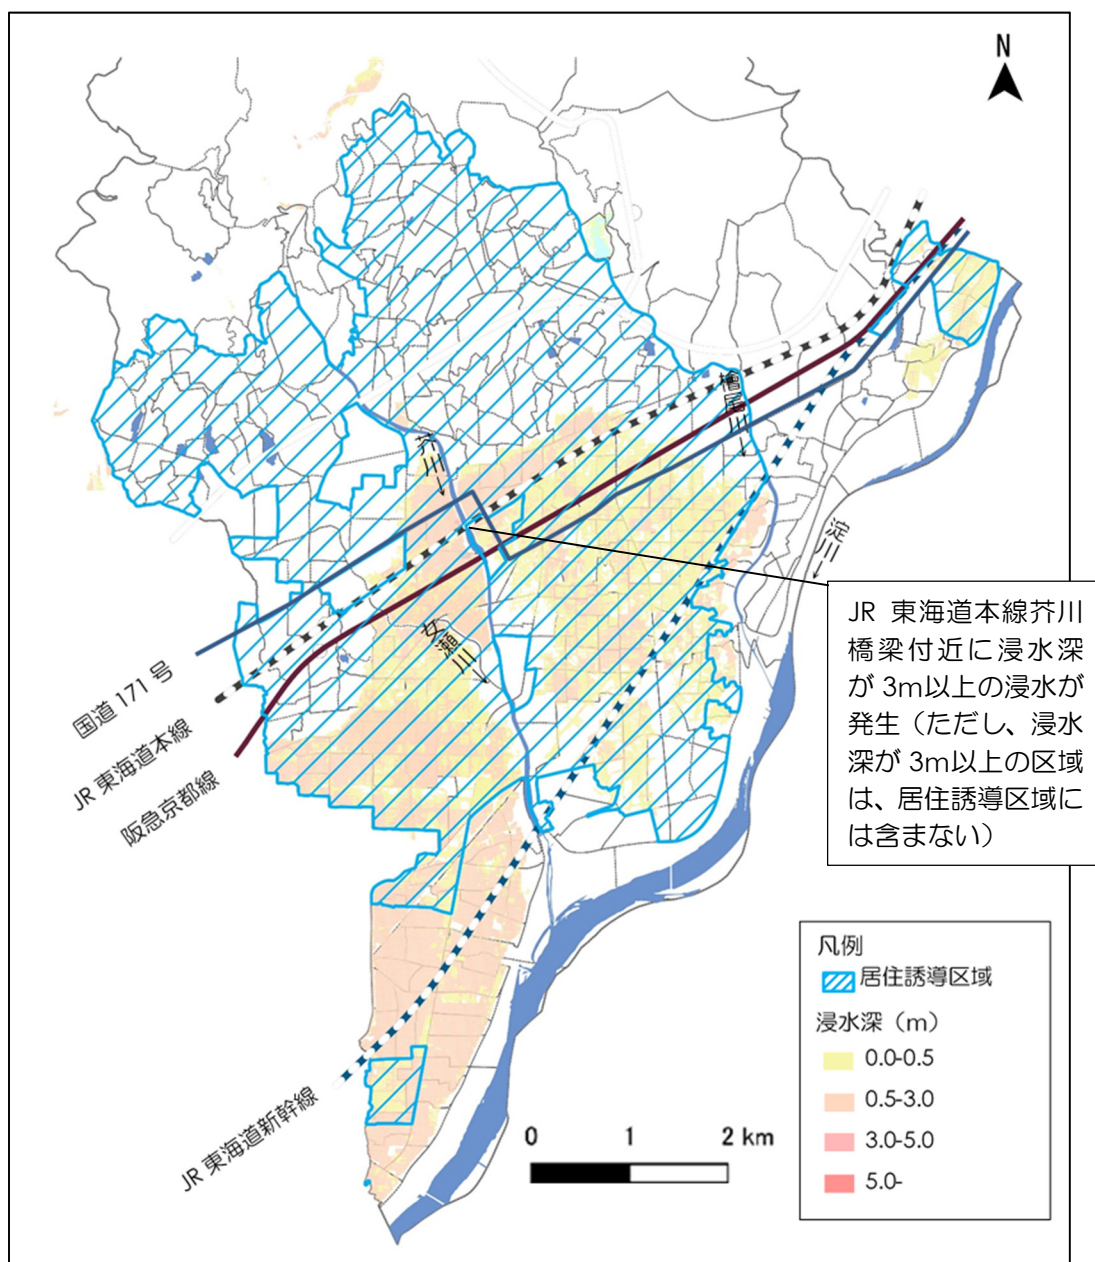 N
檜尾川→
芥川→
淀川→
女瀬川→
国道 171 号
JR 東海道本線
阪急京都線
JR 東海道新幹線
JR 東海道本線芥川
橋梁付近に浸水深
が 3m以上の浸水が
発生（ただし、浸水
深が 3m以上の区域
は、居住誘導区域に
は含まない）
凡例
居住誘導区域
浸水深（m）
0.0-0.5
0.5-3.0
3.0-5.0
5.0-
0 1 2 km